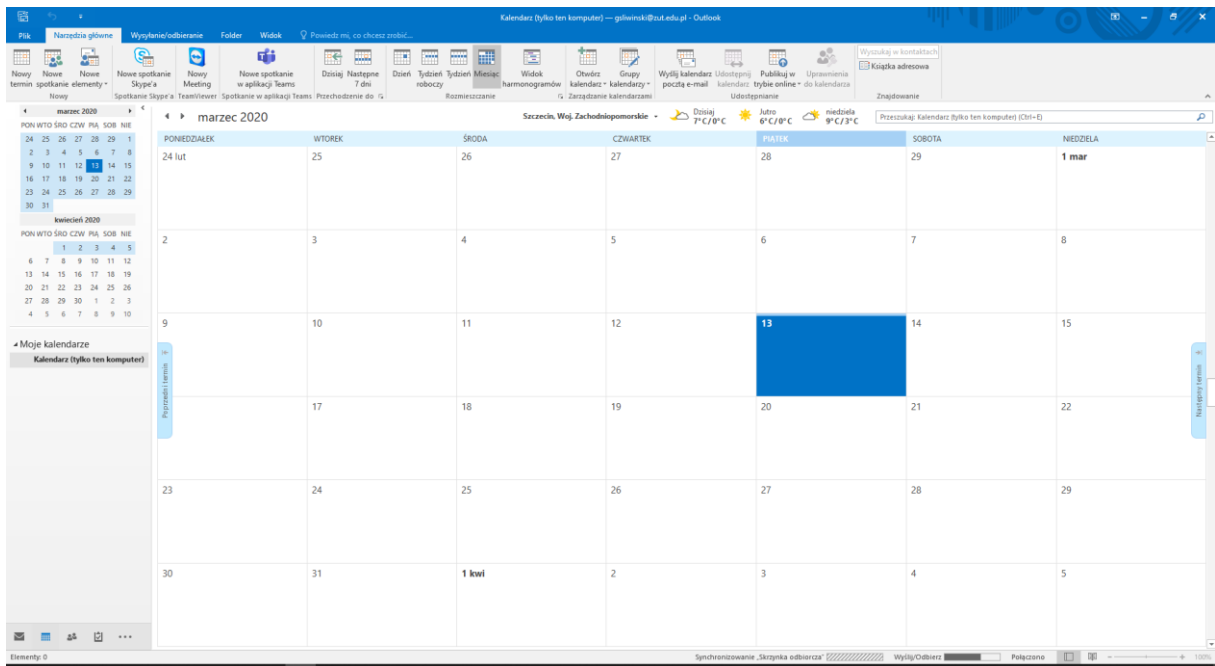 Kalendarz (tylko ten komputer) — gsliwinski@zut.edu.pl - Outlook
Plik Narzędzia główne Wysyłanie/odbieranie Folder Widok Powiedz mi, co chcesz zrobić...
Nowy termin
Nowe spotkanie
Nowe elementy
Nowe spotkanie Skype'a
Nowy Meeting
Nowe spotkanie w aplikacji Teams
Dzisiaj
Następne 7 dni
Dzień
Tydzień roboczy
Tydzień
Miesiąc
Widok harmonogramów
Otwórz kalendarz
Grupy kalendarzy
Wyślij kalendarz pocztą e-mail
Udostępnij kalendarz
Publikuj w trybie online
Uprawnienia do kalendarza
Wyszukaj w kontaktach
Książka adresowa
Nowy Spotkanie Skype'a TeamViewer Spotkanie w aplikacji Teams Przechodzenie do Rozmieszczanie Zarządzanie kalendarzami Udostępnianie Znajdowanie
marzec 2020
PON WTO ŚRO CZW PIĄ SOB NIE
24 25 26 27 28 29 1
2 3 4 5 6 7 8
9 10 11 12 13 14 15
16 17 18 19 20 21 22
23 24 25 26 27 28 29
30 31
kwiecień 2020
PON WTO ŚRO CZW PIĄ SOB NIE
1 2 3 4 5
6 7 8 9 10 11 12
13 14 15 16 17 18 19
20 21 22 23 24 25 26
27 28 29 30 1 2 3
4 5 6 7 8 9 10
Moje kalendarze
Kalendarz (tylko ten komputer)
marzec 2020
Szczecin, Woj. Zachodniopomorskie
Dzisiaj 7°C/0°C
Jutro 6°C/0°C
niedziela 9°C/3°C
Przeszukaj: Kalendarz (tylko ten komputer) (Ctrl+E)
PONIEDZIAŁEK WTOREK ŚRODA CZWARTEK PIĄTEK SOBOTA NIEDZIELA
24 lut 25 26 27 28 29 1 mar
2 3 4 5 6 7 8
9 10 11 12 13 14 15
Poprzedni termin
Następny termin
17 18 19 20 21 22
23 24 25 26 27 28 29
30 31 1 kwi 2 3 4 5
Elementy: 0
Synchronizowanie „Skrzynka odbiorcza" Wyślij/Odbierz Połączono 100%